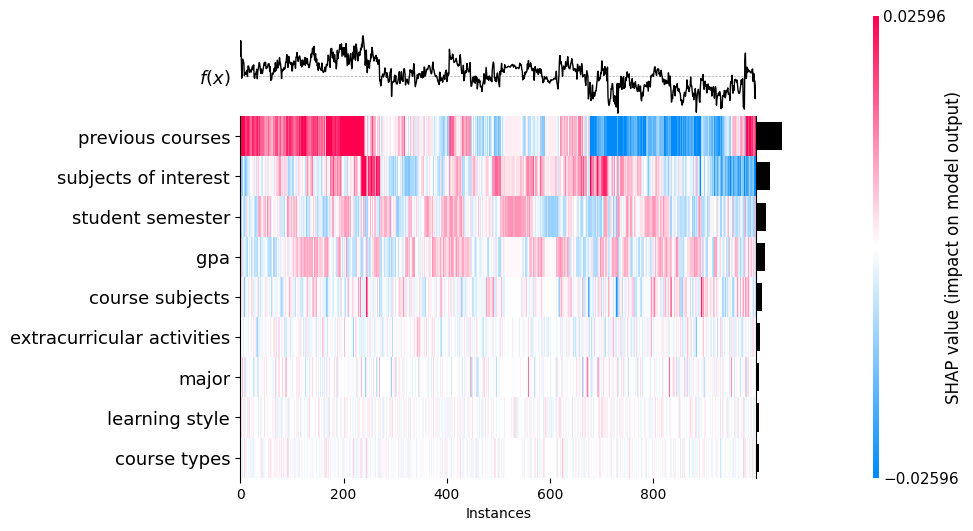 0.02596
f(x)
previous courses
subjects of interest
student semester
gpa
course subjects
extracurricular activities
major
learning style
course types
0 200 400 600 800
Instances
SHAP value (impact on model output)
−0.02596